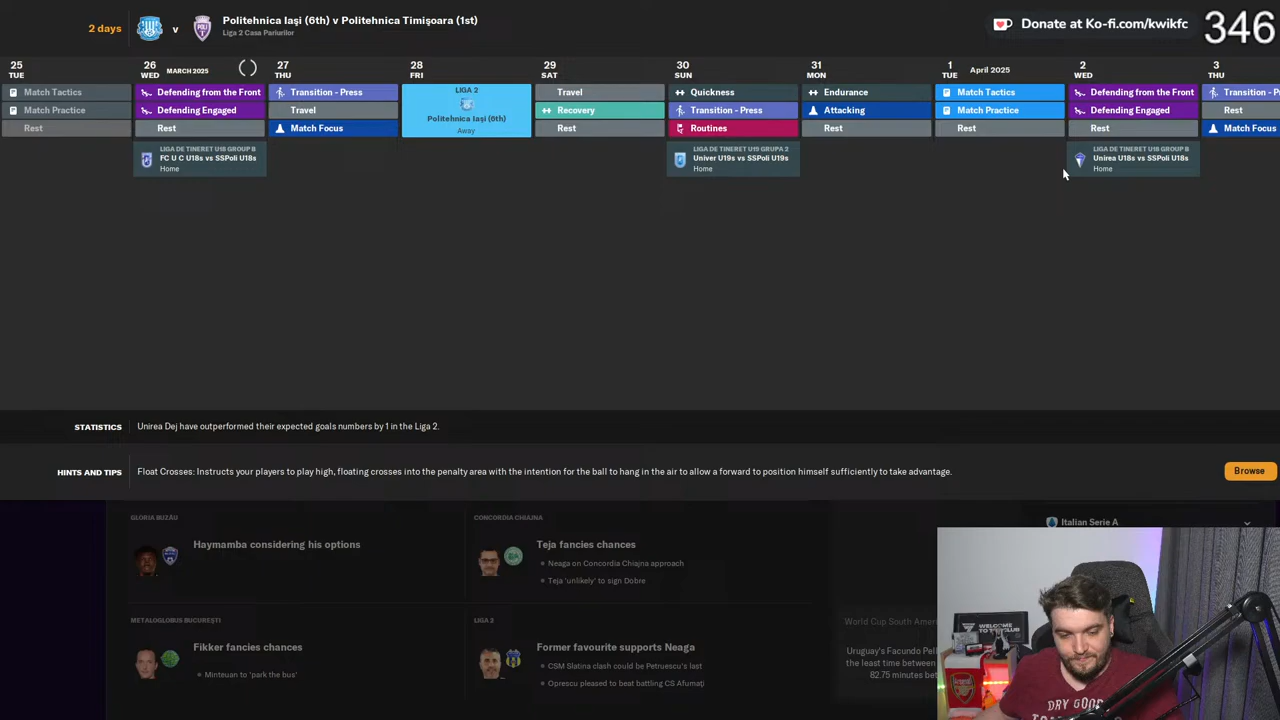 2 days
v
Politehnica Iaşi (6th) v Politehnica Timişoara (1st)
Liga 2 Casa Pariurilor
POLI
Donate at Ko-fi.com/kwikfc
346
25
TUE
26
WED
MARCH 2025
27
THU
28
FRI
29
SAT
30
SUN
31
MON
1
TUE
April 2025
2
WED
3
THU
Match Tactics
Match Practice
Rest
Defending from the Front
Defending Engaged
Rest
LIGA DE TINERET U18 GROUP B
FC U C U18s vs SSPoli U18s
Home
Transition - Press
Travel
Match Focus
LIGA 2
Politehnica Iaşi (6th)
Away
Travel
Recovery
Rest
Quickness
Transition - Press
Routines
LIGA DE TINERET U19 GRUPA 2
Univer U19s vs SSPoli U19s
Home
Endurance
Attacking
Rest
Match Tactics
Match Practice
Rest
Defending from the Front
Defending Engaged
Rest
LIGA DE TINERET U18 GROUP B
Unirea U18s vs SSPoli U18s
Home
Transition - P
Rest
Match Focus
STATISTICS
Unirea Dej have outperformed their expected goals numbers by 1 in the Liga 2.
HINTS AND TIPS
Float Crosses: Instructs your players to play high, floating crosses into the penalty area with the intention for the ball to hang in the air to allow a forward to position himself sufficiently to take advantage.
Browse
GLORIA BUZĂU
Haymamba considering his options
CONCORDIA CHIAJNA
Teja fancies chances
Neaga on Concordia Chiajna approach
Teja 'unlikely' to sign Dobre
Italian Serie A
METALOGLOBUS BUCUREŞTI
Fikker fancies chances
Minteuan to 'park the bus'
LIGA 2
Former favourite supports Neaga
CSM Slatina clash could be Petruescu's last
Oprescu pleased to best battling CS Afumaţi
World Cup South Amer
Uruguay's Facundo Pell
the least time between
82.75 minutes bet
WELCOME
DRY GOO